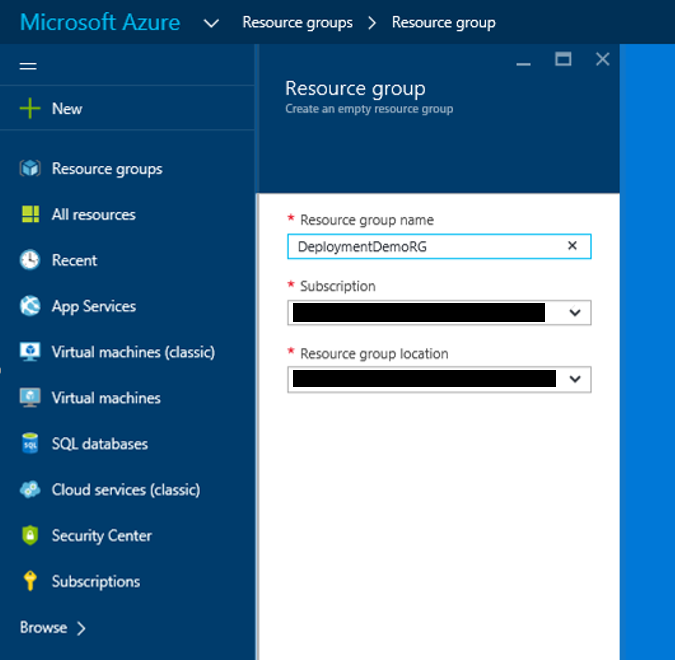 Microsoft Azure Resource groups > Resource group
Resource group
Create an empty resource group
New
Resource groups
All resources
Recent
App Services
Virtual machines (classic)
Virtual machines
SQL databases
Cloud services (classic)
Security Center
Subscriptions
Browse >
* Resource group name
DeploymentDemoRG
* Subscription
* Resource group location